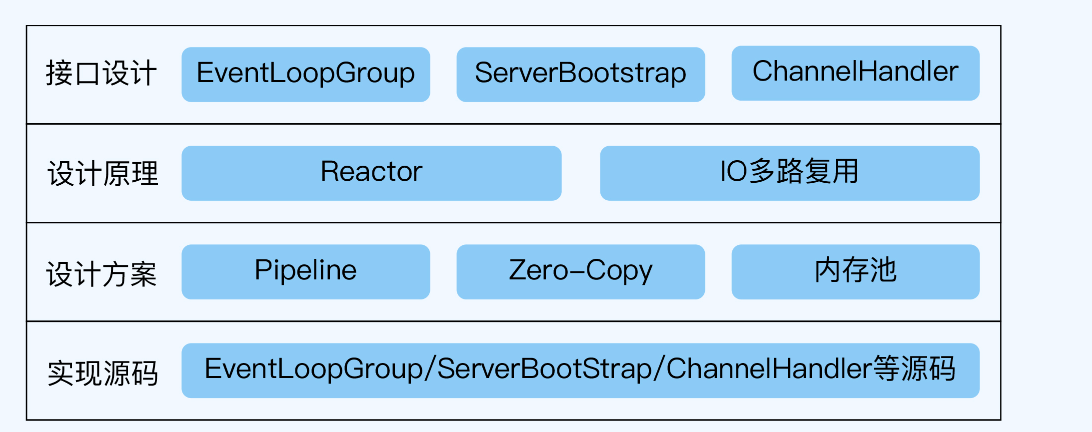 接口设计 EventLoopGroup ServerBootstrap ChannelHandler
设计原理 Reactor IO多路复用
设计方案 Pipeline Zero-Copy 内存池
实现源码 EventLoopGroup/ServerBootStrap/ChannelHandler等源码